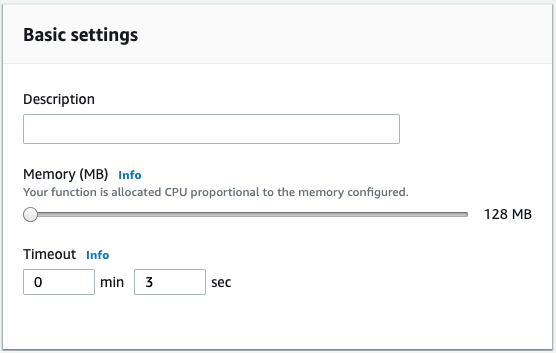 Basic settings
Description
Memory (MB) Info
Your function is allocated CPU proportional to the memory configured.
128 MB
Timeout Info
0 min 3 sec